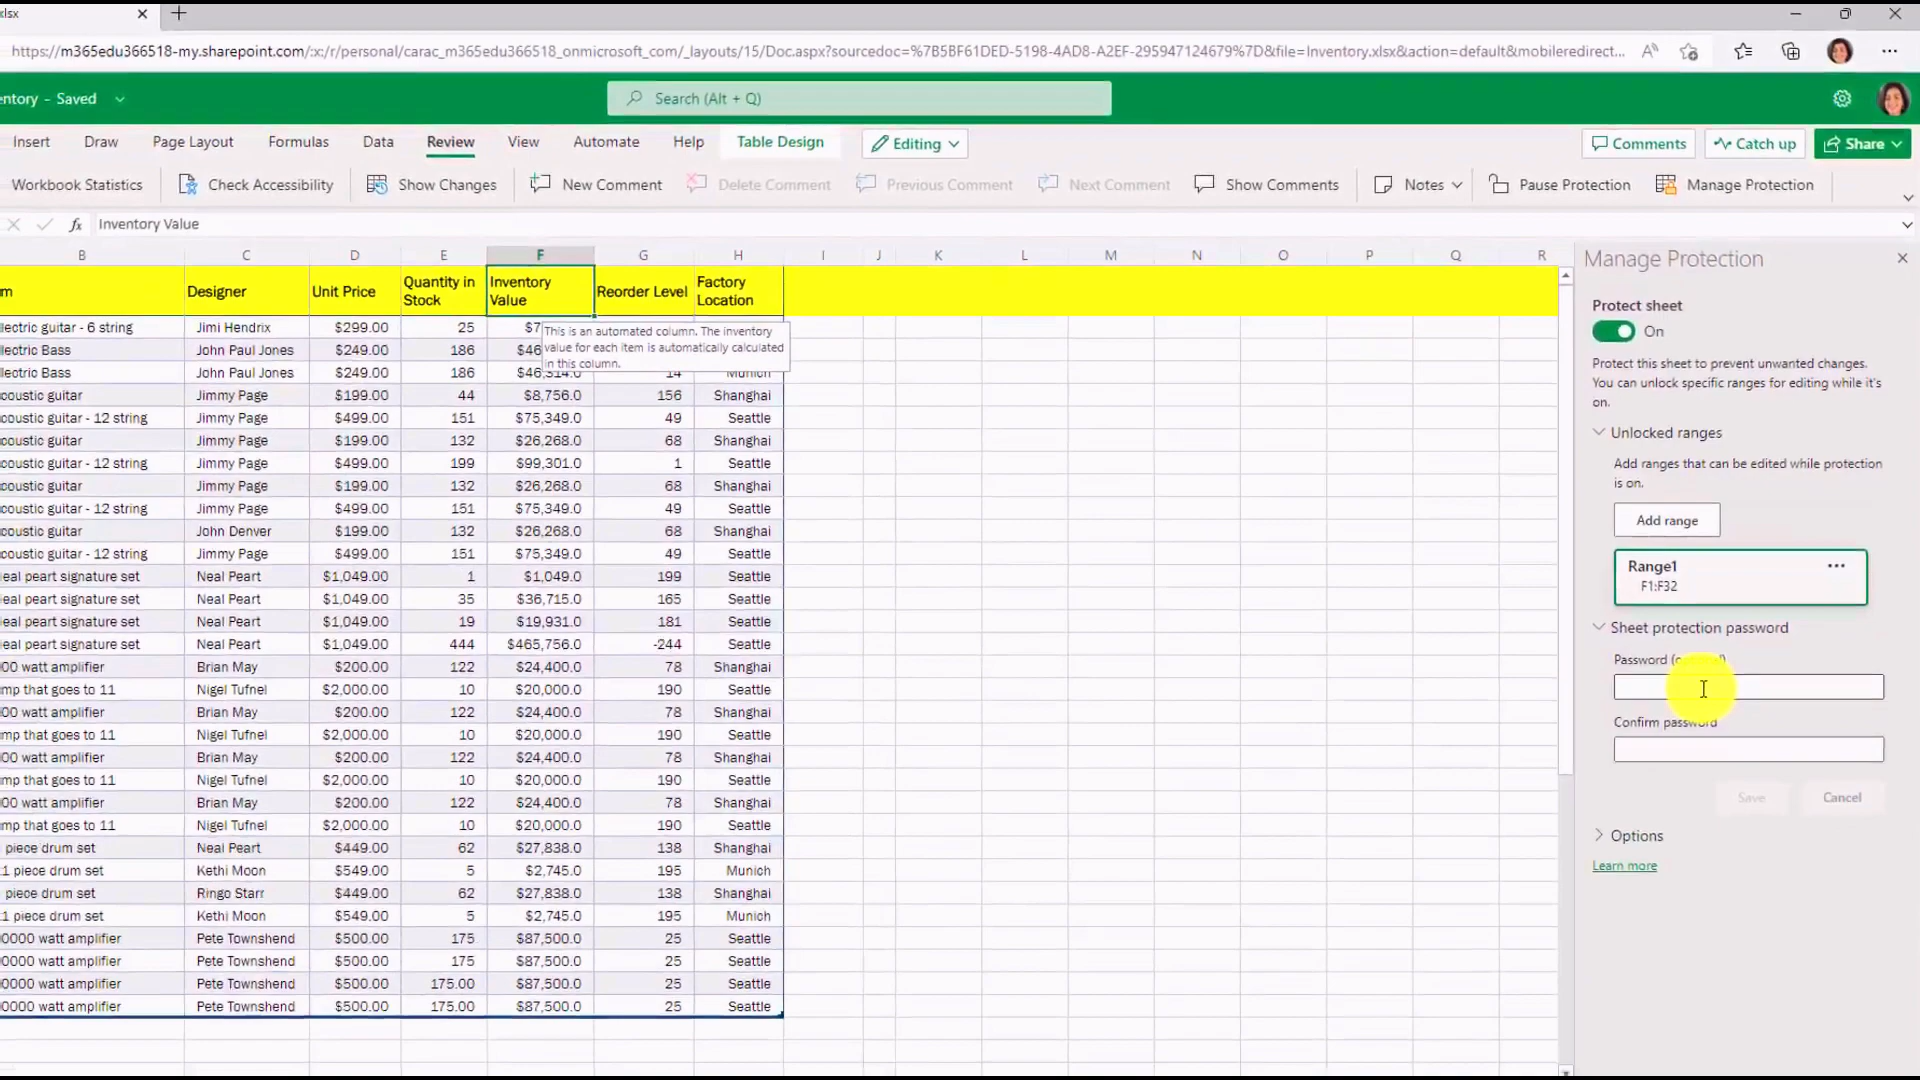 xlsx
https://m365edu366518-my.sharepoint.com/:x:/r/personal/carac_m365edu366518_onmicrosoft_com/_layouts/15/Doc.aspx?sourcedoc=%7B5BF61DED-5198-4AD8-A2EF-295947124679%7D&file=Inventory.xlsx&action=default&mobileredirect...
entory - Saved Search (Alt + Q)
Insert Draw Page Layout Formulas Data Review View Automate Help Table Design Editing Comments Catch up Share
Workbook Statistics Check Accessibility Show Changes New Comment Delete Comment Previous Comment Next Comment Show Comments Notes Pause Protection Manage Protection
fx Inventory Value
B C D E F G H I J K L M N O P Q R
m Designer Unit Price Quantity in Stock Inventory Value Reorder Level Factory Location
lectric guitar - 6 string Jimi Hendrix $299.00 25 $7
lectric Bass John Paul Jones $249.00 186 $46
lectric Bass John Paul Jones $249.00 186 $46,314.0 14 Munich
This is an automated column. The inventory
value for each item is automatically calculated
in this column.
coustic guitar Jimmy Page $199.00 44 $8,756.0 156 Shanghai
coustic guitar - 12 string Jimmy Page $499.00 151 $75,349.0 49 Seattle
coustic guitar Jimmy Page $199.00 132 $26,268.0 68 Shanghai
coustic guitar - 12 string Jimmy Page $499.00 199 $99,301.0 1 Seattle
coustic guitar Jimmy Page $199.00 132 $26,268.0 68 Shanghai
coustic guitar - 12 string Jimmy Page $499.00 151 $75,349.0 49 Seattle
coustic guitar John Denver $199.00 132 $26,268.0 68 Shanghai
coustic guitar - 12 string Jimmy Page $499.00 151 $75,349.0 49 Seattle
eal peart signature set Neal Peart $1,049.00 1 $1,049.0 199 Seattle
eal peart signature set Neal Peart $1,049.00 35 $36,715.0 165 Seattle
eal peart signature set Neal Peart $1,049.00 19 $19,931.0 181 Seattle
eal peart signature set Neal Peart $1,049.00 444 $465,756.0 -244 Seattle
00 watt amplifier Brian May $200.00 122 $24,400.0 78 Shanghai
mp that goes to 11 Nigel Tufnel $2,000.00 10 $20,000.0 190 Seattle
00 watt amplifier Brian May $200.00 122 $24,400.0 78 Shanghai
mp that goes to 11 Nigel Tufnel $2,000.00 10 $20,000.0 190 Seattle
00 watt amplifier Brian May $200.00 122 $24,400.0 78 Shanghai
mp that goes to 11 Nigel Tufnel $2,000.00 10 $20,000.0 190 Seattle
00 watt amplifier Brian May $200.00 122 $24,400.0 78 Shanghai
mp that goes to 11 Nigel Tufnel $2,000.00 10 $20,000.0 190 Seattle
piece drum set Neal Peart $449.00 62 $27,838.0 138 Shanghai
1 piece drum set Kethi Moon $549.00 5 $2,745.0 195 Munich
piece drum set Ringo Starr $449.00 62 $27,838.0 138 Shanghai
1 piece drum set Kethi Moon $549.00 5 $2,745.0 195 Munich
0000 watt amplifier Pete Townshend $500.00 175 $87,500.0 25 Seattle
0000 watt amplifier Pete Townshend $500.00 175 $87,500.0 25 Seattle
0000 watt amplifier Pete Townshend $500.00 175.00 $87,500.0 25 Seattle
0000 watt amplifier Pete Townshend $500.00 175.00 $87,500.0 25 Seattle
Manage Protection
Protect sheet
On
Protect this sheet to prevent unwanted changes.
You can unlock specific ranges for editing while it's
on.
Unlocked ranges
Add ranges that can be edited while protection
is on.
Add range
Range1
F1:F32
Sheet protection password
Password
Confirm password
Save Cancel
Options
Learn more